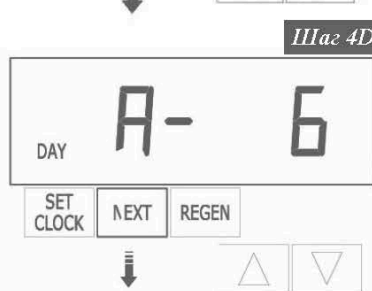 Шаг 4D
DAY A- 6
SET CLOCK NEXT REGEN